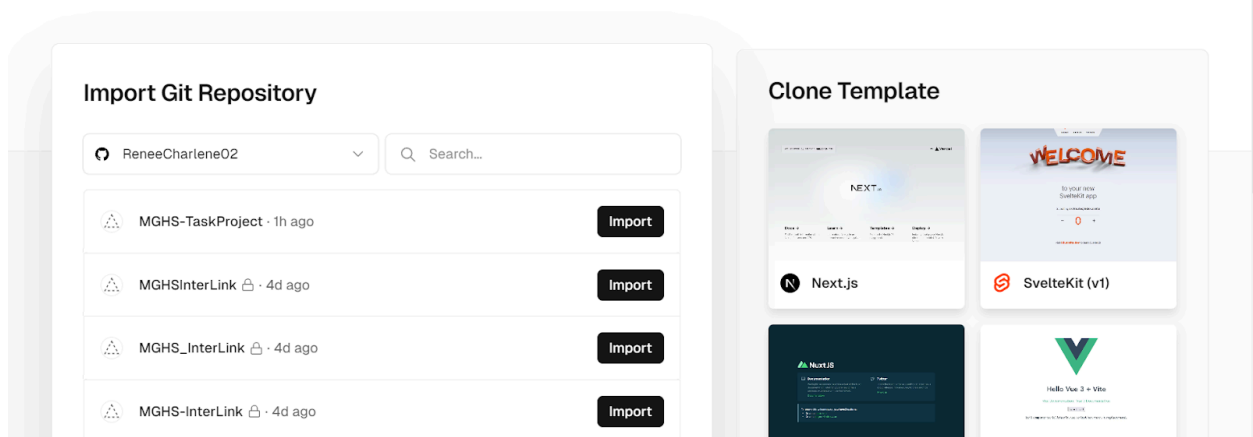 Import Git Repository
ReneeCharlene02
Search...
MGHS-TaskProject · 1h ago
Import
MGHSInterLink · 4d ago
Import
MGHS_InterLink · 4d ago
Import
MGHS-InterLink · 4d ago
Import
Clone Template
NEXT.js
WELCOME
to your new
SvelteKit app
0
Next.js
SvelteKit (v1)
NuxtJS
Hello Vue 3 + Vite